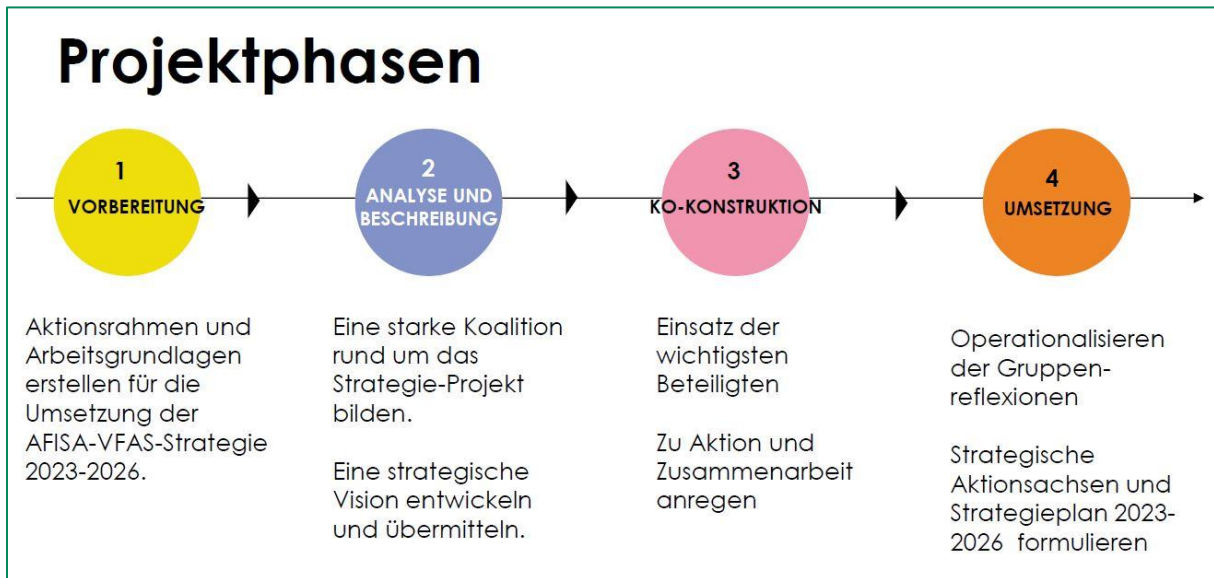 Projektphasen
1
VORBEREITUNG
2
ANALYSE UND
BESCHREIBUNG
3
KO-KONSTRUKTION
4
UMSETZUNG
Aktionsrahmen und
Arbeitsgrundlagen
erstellen für die
Umsetzung der
AFISA-VFAS-Strategie
2023-2026.
Eine starke Koalition
rund um das
Strategie-Projekt
bilden.
Eine strategische
Vision entwickeln
und übermitteln.
Einsatz der
wichtigsten
Beteiligten
Zu Aktion und
Zusammenarbeit
anregen
Operationalisieren
der Gruppen-
reflexionen
Strategische
Aktionsachsen und
Strategieplan 2023-
2026 formulieren